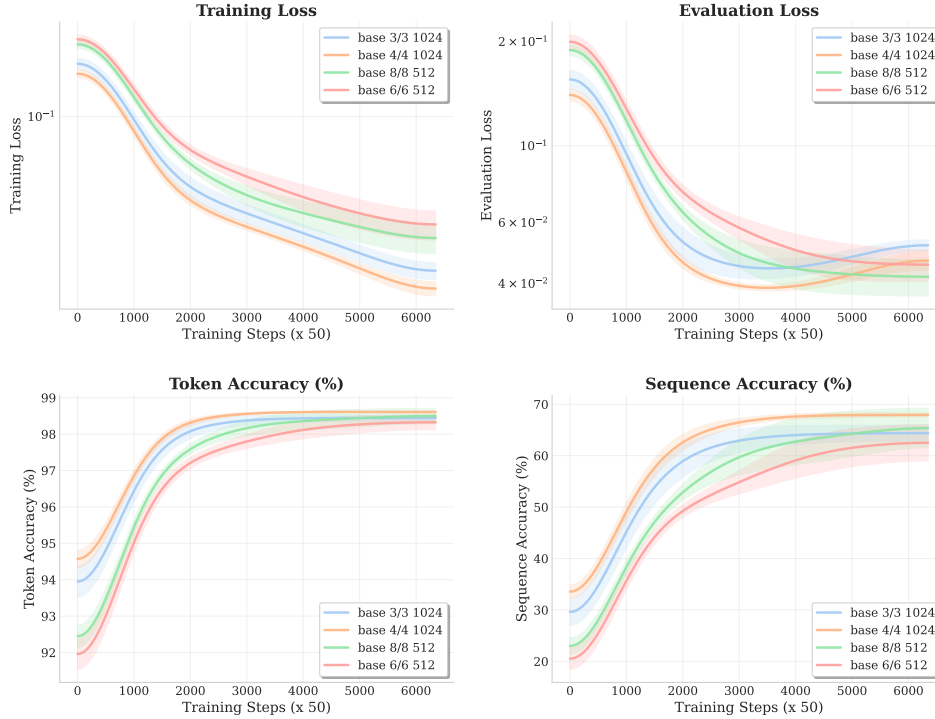 Training Loss
Training Loss
10⁻¹
base 3/3 1024
base 4/4 1024
base 8/8 512
base 6/6 512
0 1000 2000 3000 4000 5000 6000
Training Steps (x 50)
Evaluation Loss
Evaluation Loss
2 × 10⁻¹
10⁻¹
6 × 10⁻²
4 × 10⁻²
base 3/3 1024
base 4/4 1024
base 8/8 512
base 6/6 512
0 1000 2000 3000 4000 5000 6000
Training Steps (x 50)
Token Accuracy (%)
Token Accuracy (%)
99
98
97
96
95
94
93
92
base 3/3 1024
base 4/4 1024
base 8/8 512
base 6/6 512
0 1000 2000 3000 4000 5000 6000
Training Steps (x 50)
Sequence Accuracy (%)
Sequence Accuracy (%)
70
60
50
40
30
20
base 3/3 1024
base 4/4 1024
base 8/8 512
base 6/6 512
0 1000 2000 3000 4000 5000 6000
Training Steps (x 50)